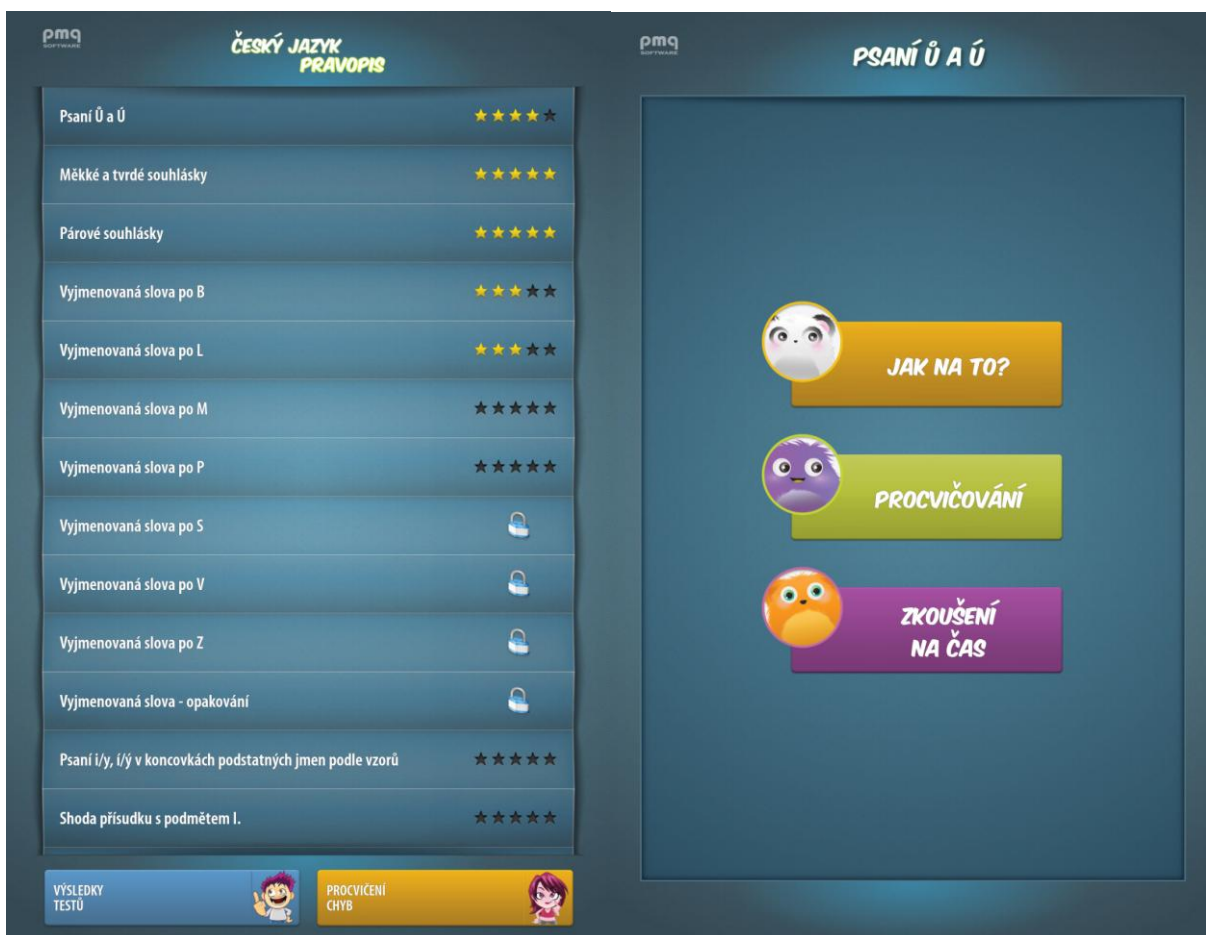 pmq
SOFTWARE
ČESKÝ JAZYK
PRAVOPIS
Psaní Ů a Ú
Měkké a tvrdé souhlásky
Párové souhlásky
Vyjmenovaná slova po B
Vyjmenovaná slova po L
Vyjmenovaná slova po M
Vyjmenovaná slova po P
Vyjmenovaná slova po S
Vyjmenovaná slova po V
Vyjmenovaná slova po Z
Vyjmenovaná slova - opakování
Psaní i/y, í/ý v koncovkách podstatných jmen podle vzorů
Shoda přísudku s podmětem I.
VÝSLEDKY
TESTŮ
PROCVIČENÍ
CHYB
pmq
SOFTWARE
PSANÍ Ů A Ú
JAK NA TO?
PROCVIČOVÁNÍ
ZKOUŠENÍ
NA ČAS